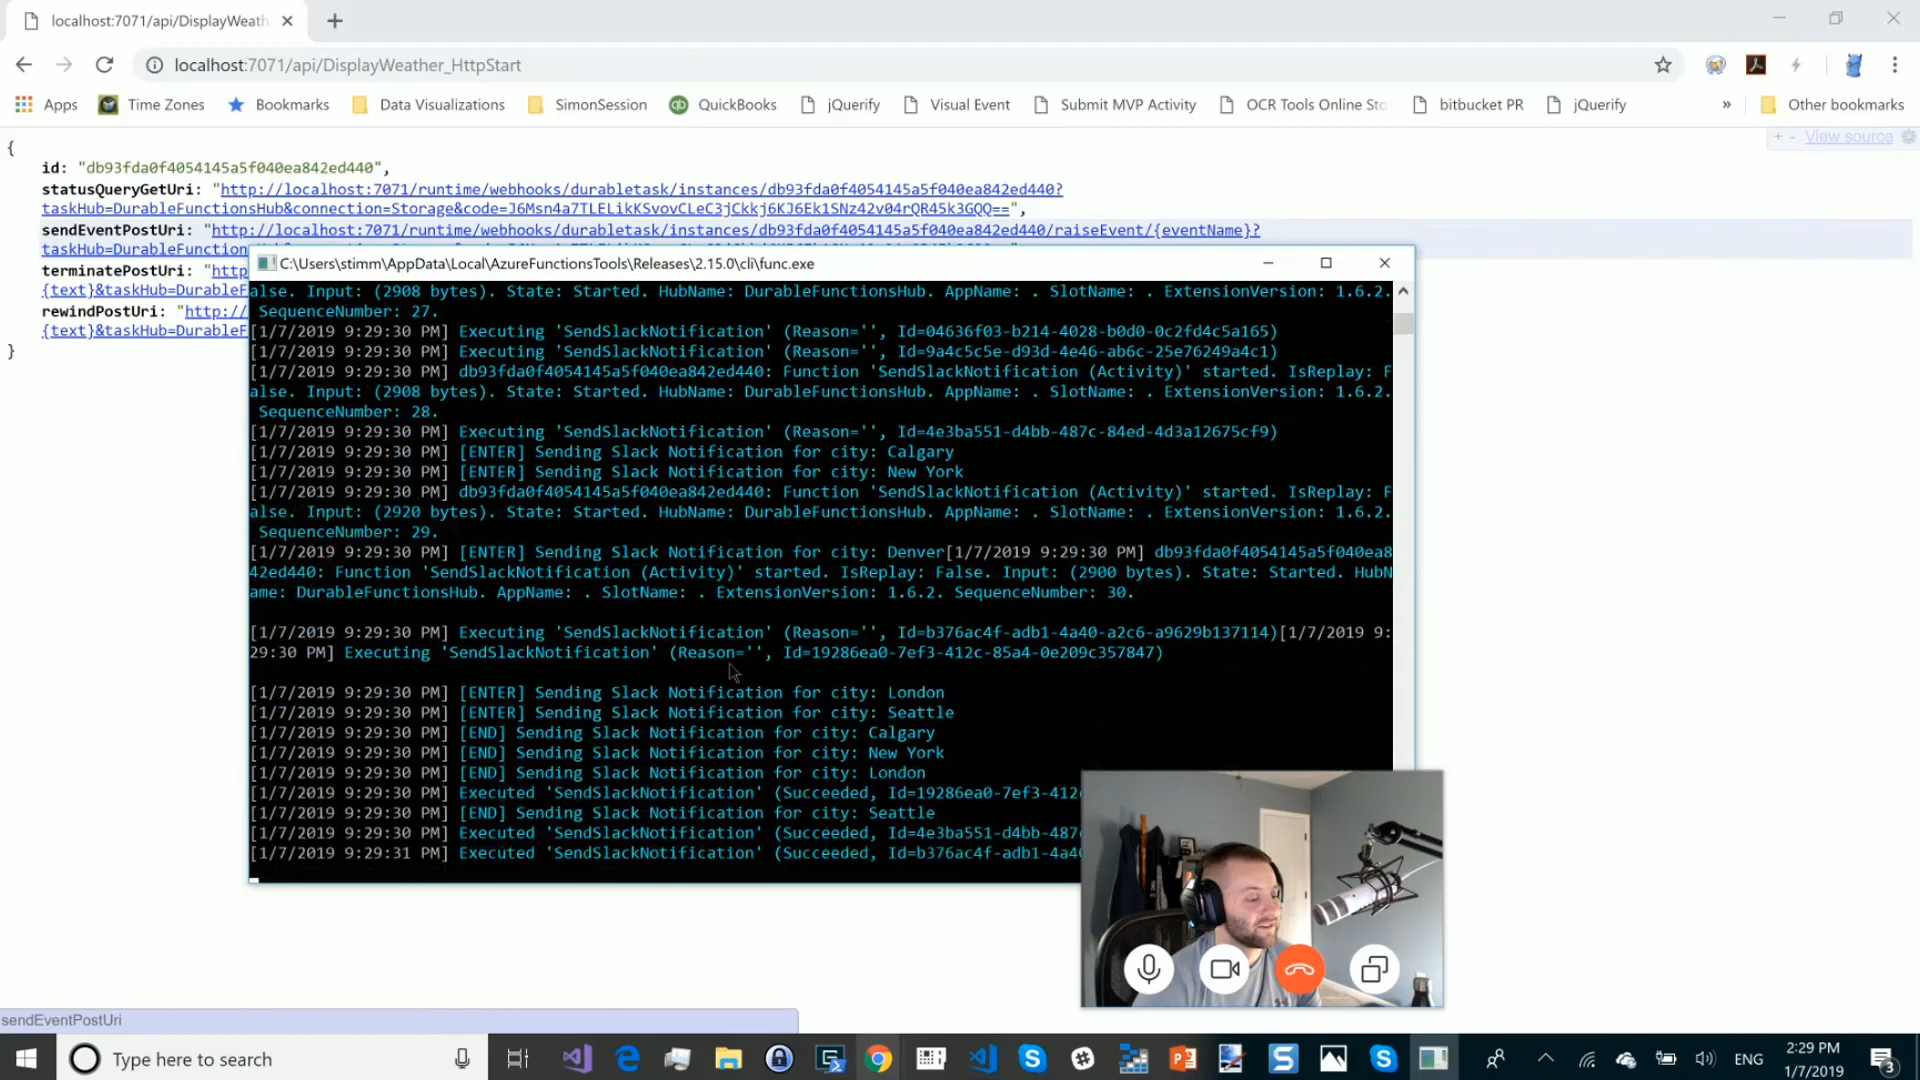 localhost:7071/api/DisplayWeath
localhost:7071/api/DisplayWeather_HttpStart
Apps Time Zones Bookmarks Data Visualizations SimonSession QuickBooks jQuerify Visual Event Submit MVP Activity OCR Tools Online Sto bitbucket PR jQuerify » Other bookmarks
+ - View source
{
id: "db93fda0f4054145a5f040ea842ed440",
statusQueryGetUri: "http://localhost:7071/runtime/webhooks/durabletask/instances/db93fda0f4054145a5f040ea842ed440?
taskHub=DurableFunctionsHub&connection=Storage&code=J6Msn4a7TLELikKSvovCLeC3jCkkj6KJ6Ek1SNz42v04rQR45k3GQQ==",
sendEventPostUri: "http://localhost:7071/runtime/webhooks/durabletask/instances/db93fda0f4054145a5f040ea842ed440/raiseEvent/{eventName}?
taskHub=DurableFunction
terminatePostUri: "http
{text}&taskHub=DurableF
rewindPostUri: "http://
{text}&taskHub=DurableF
}
C:\Users\stimm\AppData\Local\AzureFunctionsTools\Releases\2.15.0\cli\func.exe
alse. Input: (2908 bytes). State: Started. HubName: DurableFunctionsHub. AppName: . SlotName: . ExtensionVersion: 1.6.2.
SequenceNumber: 27.
[1/7/2019 9:29:30 PM] Executing 'SendSlackNotification' (Reason='', Id=04636f03-b214-4028-b0d0-0c2fd4c5a165)
[1/7/2019 9:29:30 PM] Executing 'SendSlackNotification' (Reason='', Id=9a4c5c5e-d93d-4e46-ab6c-25e76249a4c1)
[1/7/2019 9:29:30 PM] db93fda0f4054145a5f040ea842ed440: Function 'SendSlackNotification (Activity)' started. IsReplay: F
alse. Input: (2908 bytes). State: Started. HubName: DurableFunctionsHub. AppName: . SlotName: . ExtensionVersion: 1.6.2.
SequenceNumber: 28.
[1/7/2019 9:29:30 PM] Executing 'SendSlackNotification' (Reason='', Id=4e3ba551-d4bb-487c-84ed-4d3a12675cf9)
[1/7/2019 9:29:30 PM] [ENTER] Sending Slack Notification for city: Calgary
[1/7/2019 9:29:30 PM] [ENTER] Sending Slack Notification for city: New York
[1/7/2019 9:29:30 PM] db93fda0f4054145a5f040ea842ed440: Function 'SendSlackNotification (Activity)' started. IsReplay: F
alse. Input: (2920 bytes). State: Started. HubName: DurableFunctionsHub. AppName: . SlotName: . ExtensionVersion: 1.6.2.
SequenceNumber: 29.
[1/7/2019 9:29:30 PM] [ENTER] Sending Slack Notification for city: Denver[1/7/2019 9:29:30 PM] db93fda0f4054145a5f040ea8
42ed440: Function 'SendSlackNotification (Activity)' started. IsReplay: False. Input: (2900 bytes). State: Started. HubN
ame: DurableFunctionsHub. AppName: . SlotName: . ExtensionVersion: 1.6.2. SequenceNumber: 30.
[1/7/2019 9:29:30 PM] Executing 'SendSlackNotification' (Reason='', Id=b376ac4f-adb1-4a40-a2c6-a9629b137114)[1/7/2019 9:
29:30 PM] Executing 'SendSlackNotification' (Reason='', Id=19286ea0-7ef3-412c-85a4-0e209c357847)
[1/7/2019 9:29:30 PM] [ENTER] Sending Slack Notification for city: London
[1/7/2019 9:29:30 PM] [ENTER] Sending Slack Notification for city: Seattle
[1/7/2019 9:29:30 PM] [END] Sending Slack Notification for city: Calgary
[1/7/2019 9:29:30 PM] [END] Sending Slack Notification for city: New York
[1/7/2019 9:29:30 PM] [END] Sending Slack Notification for city: London
[1/7/2019 9:29:30 PM] Executed 'SendSlackNotification' (Succeeded, Id=19286ea0-7ef3-412c
[1/7/2019 9:29:30 PM] [END] Sending Slack Notification for city: Seattle
[1/7/2019 9:29:30 PM] Executed 'SendSlackNotification' (Succeeded, Id=4e3ba551-d4bb-487c
[1/7/2019 9:29:31 PM] Executed 'SendSlackNotification' (Succeeded, Id=b376ac4f-adb1-4a40
sendEventPostUri
Type here to search
ENG
2:29 PM
1/7/2019
3